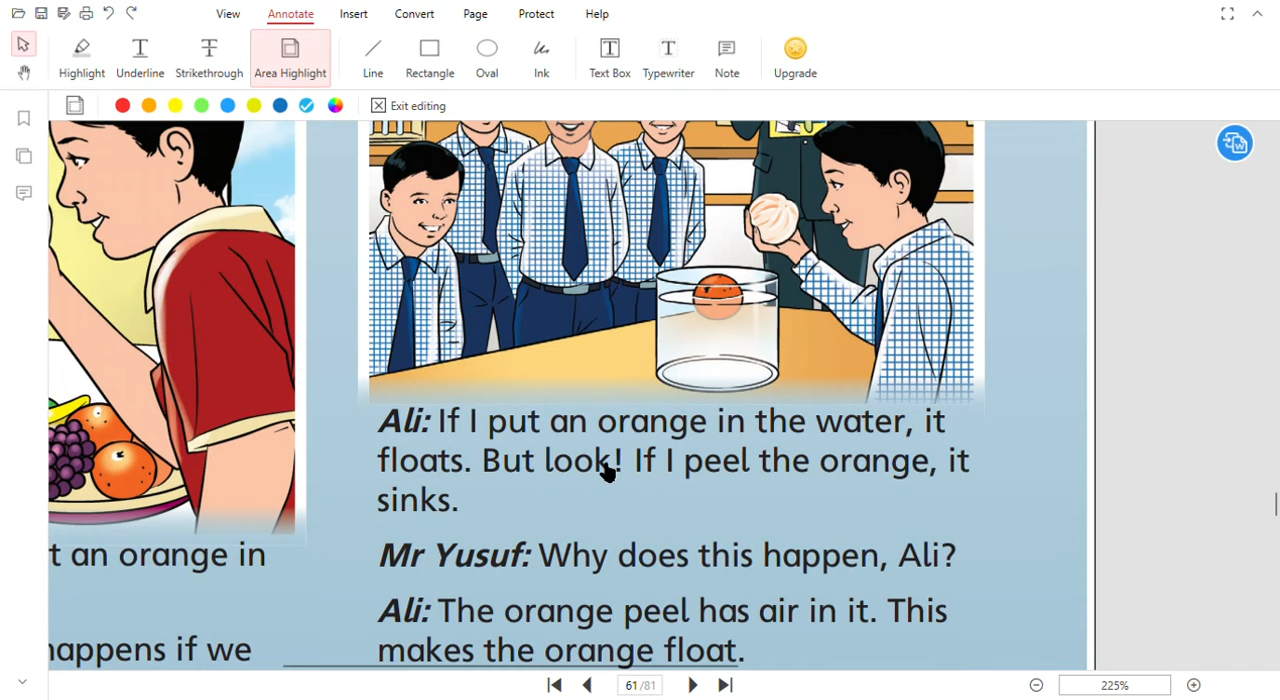 View Annotate Insert Convert Page Protect Help
Highlight Underline Strikethrough Area Highlight Line Rectangle Oval Ink Text Box Typewriter Note Upgrade
Exit editing
Ali: If I put an orange in the water, it
floats. But look! If I peel the orange, it
sinks.
t an orange in
Mr Yusuf: Why does this happen, Ali?
Ali: The orange peel has air in it. This
happens if we
makes the orange float.
61/81
225%